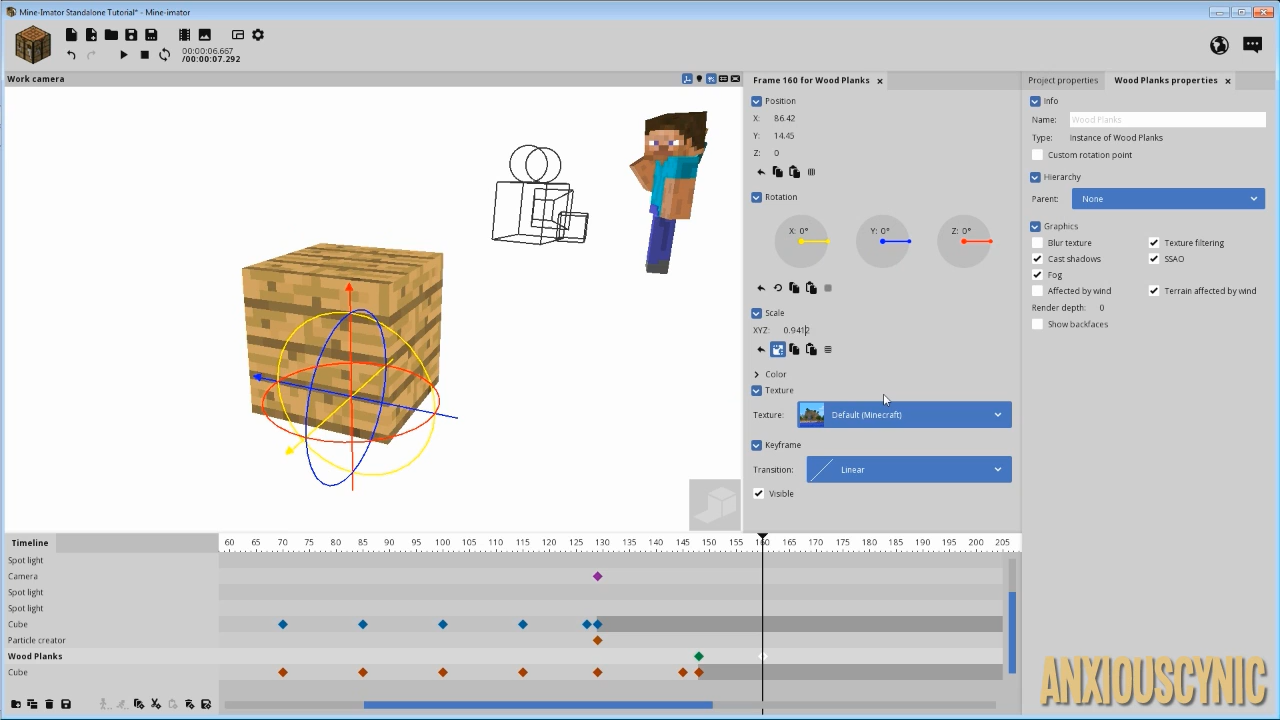 Mine-Imator Standalone Tutorial* - Mine-imator
00:00:06.667
/00:00:07.292
Work camera
Frame 160 for Wood Planks
Position
X: 86.42
Y: 14.45
Z: 0
Rotation
X: 0° Y: 0° Z: 0°
Scale
XYZ: 0.9412
Color
Texture
Texture: Default (Minecraft)
Keyframe
Transition: Linear
Visible
Project properties Wood Planks properties
Info
Name: Wood Planks
Type: Instance of Wood Planks
Custom rotation point
Hierarchy
Parent: None
Graphics
Blur texture Texture filtering
Cast shadows SSAO
Fog
Affected by wind Terrain affected by wind
Render depth: 0
Show backfaces
Timeline
60 65 70 75 80 85 90 95 100 105 110 115 120 125 130 135 140 145 150 155 160 165 170 175 180 185 190 195 200 205
Spot light
Camera
Spot light
Spot light
Cube
Particle creator
Wood Planks
Cube
ANXIOUSCYNIC